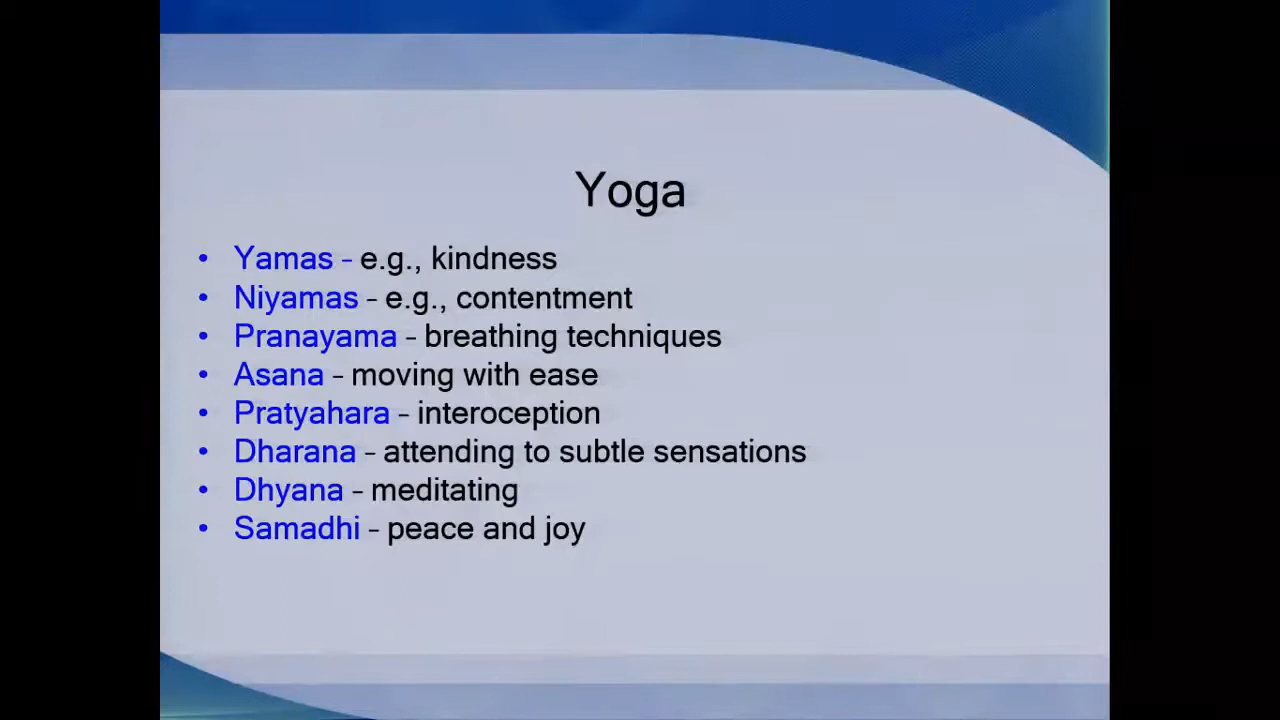 Yoga
• Yamas – e.g., kindness
• Niyamas – e.g., contentment
• Pranayama – breathing techniques
• Asana – moving with ease
• Pratyahara – interoception
• Dharana – attending to subtle sensations
• Dhyana – meditating
• Samadhi – peace and joy